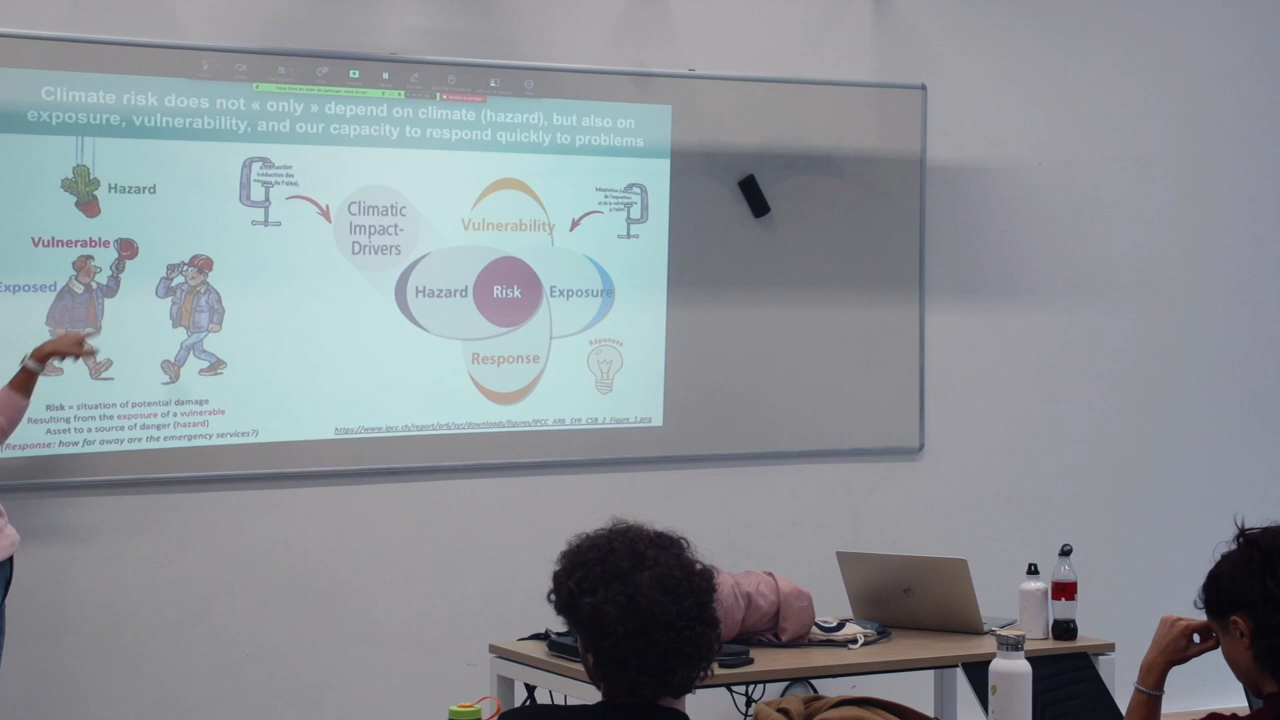 Climate risk does not « only » depend on climate (hazard), but also on
exposure, vulnerability, and our capacity to respond quickly to problems
Hazard
Vulnerable
Exposed
Climatic
Impact-
Drivers
Vulnerability
Hazard
Risk
Exposure
Response
Réponses
Risk = situation of potential damage
Resulting from the exposure of a vulnerable
Asset to a source of danger (hazard)
(Response: how far away are the emergency services?)
https://www.ipcc.ch/report/ar6/syr/downloads/figures/IPCC_AR6_SYR_CSB_2_Figure_1.png